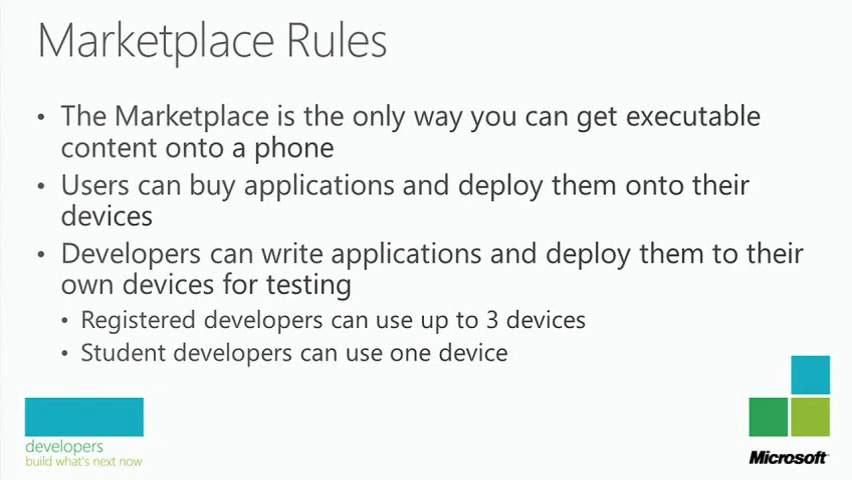 Marketplace Rules
• The Marketplace is the only way you can get executable
content onto a phone
• Users can buy applications and deploy them onto their
devices
• Developers can write applications and deploy them to their
own devices for testing
• Registered developers can use up to 3 devices
• Student developers can use one device
developers
build what's next now
Microsoft